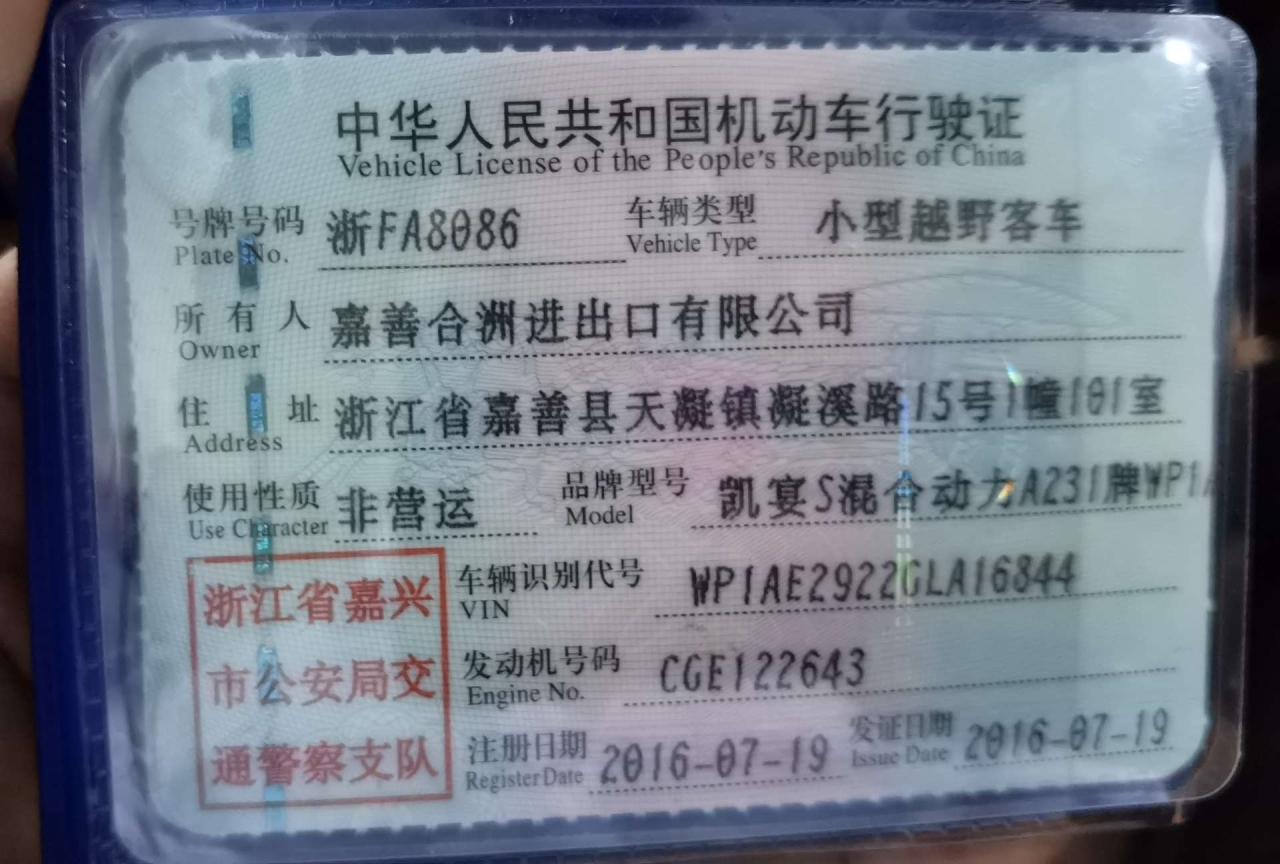 中华人民共和国机动车行驶证
Vehicle License of the People's Republic of China
号牌号码 浙FA8086 车辆类型 小型越野客车
Plate No. Vehicle Type
所有人 嘉善合洲进出口有限公司
Owner
住址 浙江省嘉善县天凝镇凝溪路15号1幢101室
Address
使用性质 非营运 品牌型号 凯宴S混合动力A231牌WP1
Use Character Model
浙江省嘉兴 车辆识别代号 WP1AE2922GLA16844
VIN
市公安局交 发动机号码 CGE122643
Engine No.
通警察支队 注册日期 2016-07-19 发证日期 2016-07-19
Register Date Issue Date